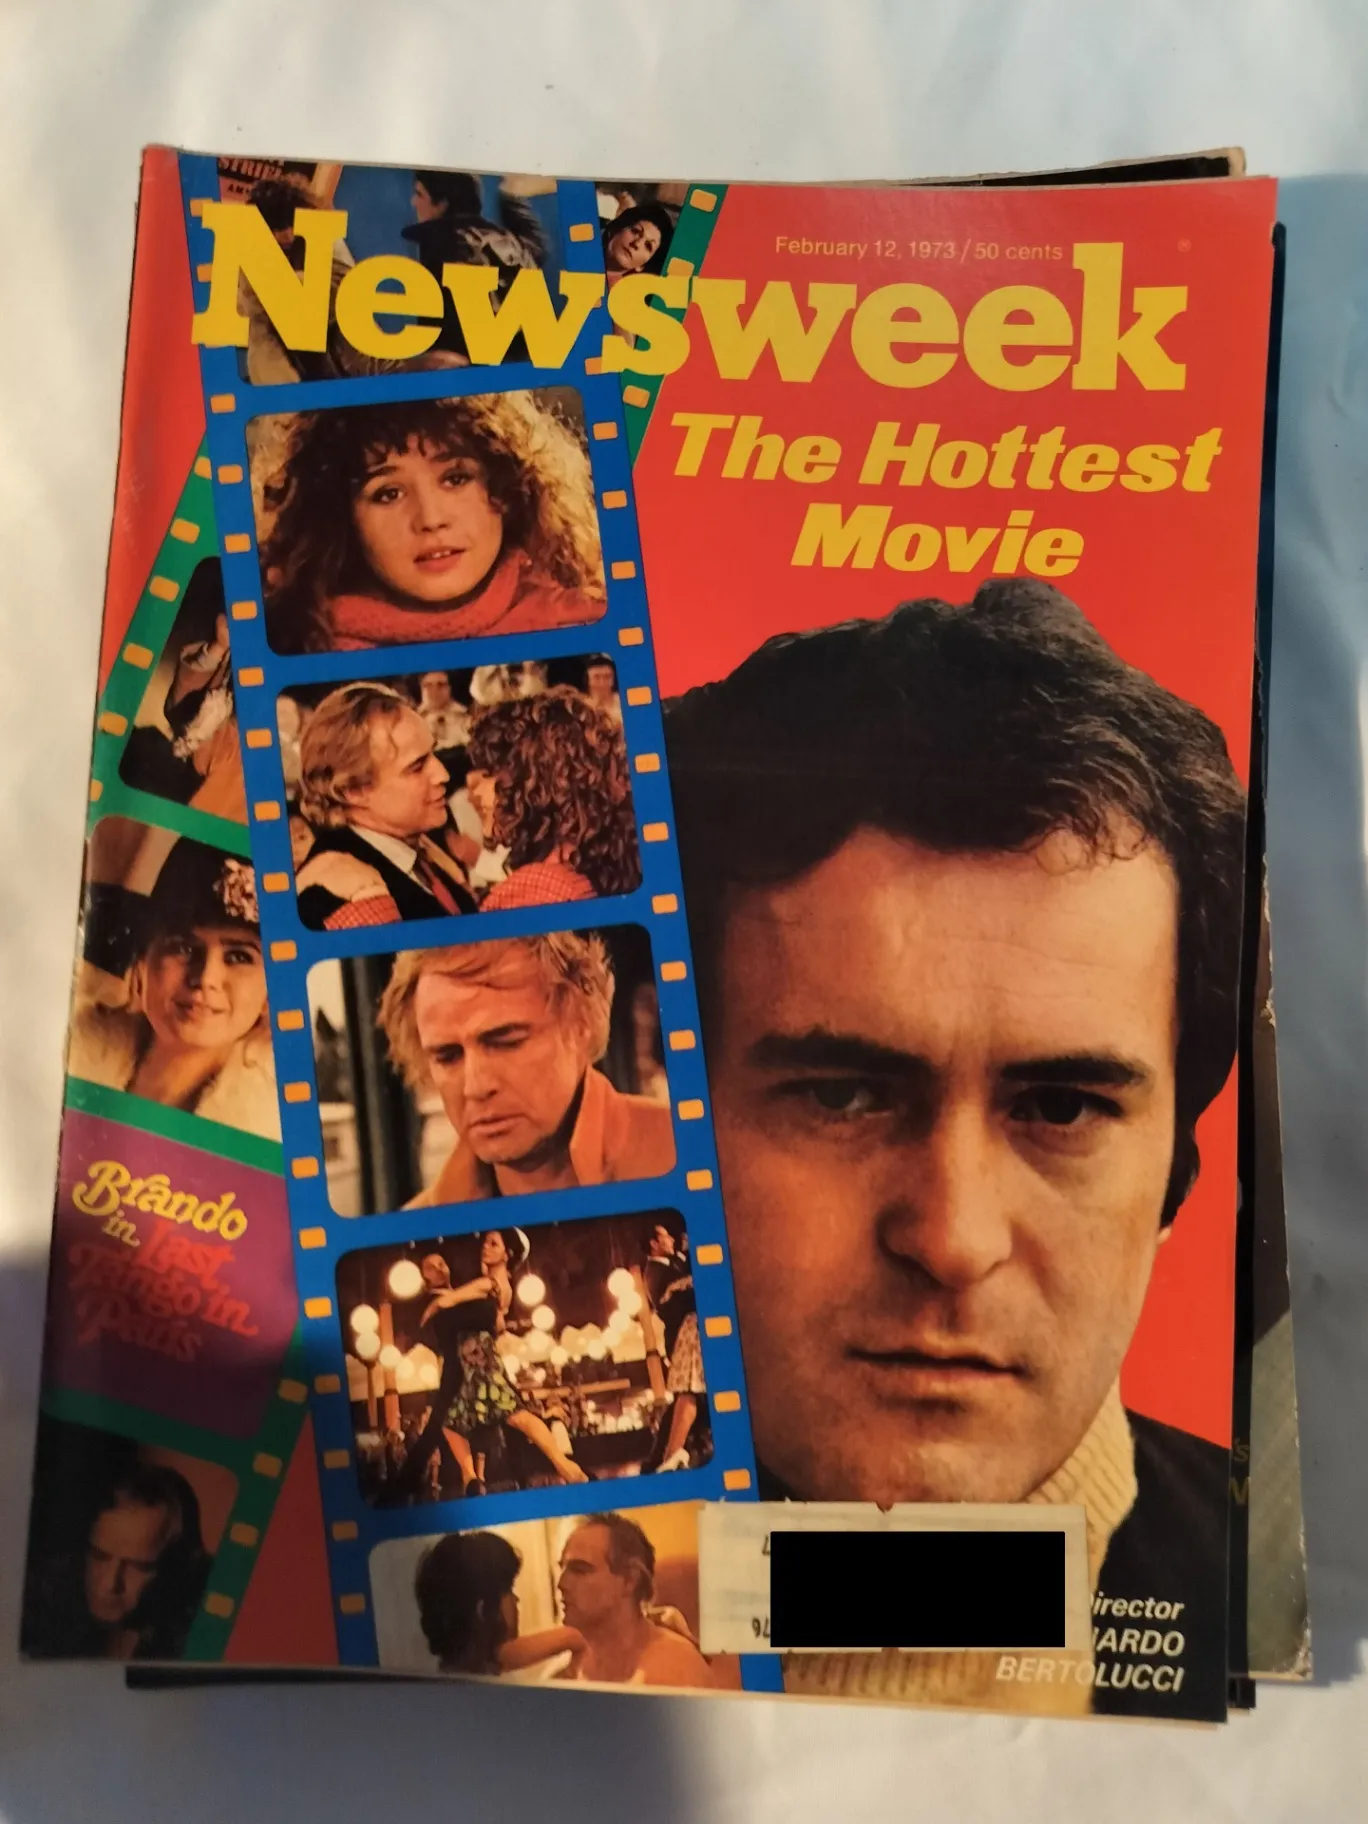 February 12, 1973 / 50 cents
Newsweek
The Hottest
Movie
Brando
in Last
Tango in
Paris
irector
ARDO
BERTOLUCCI